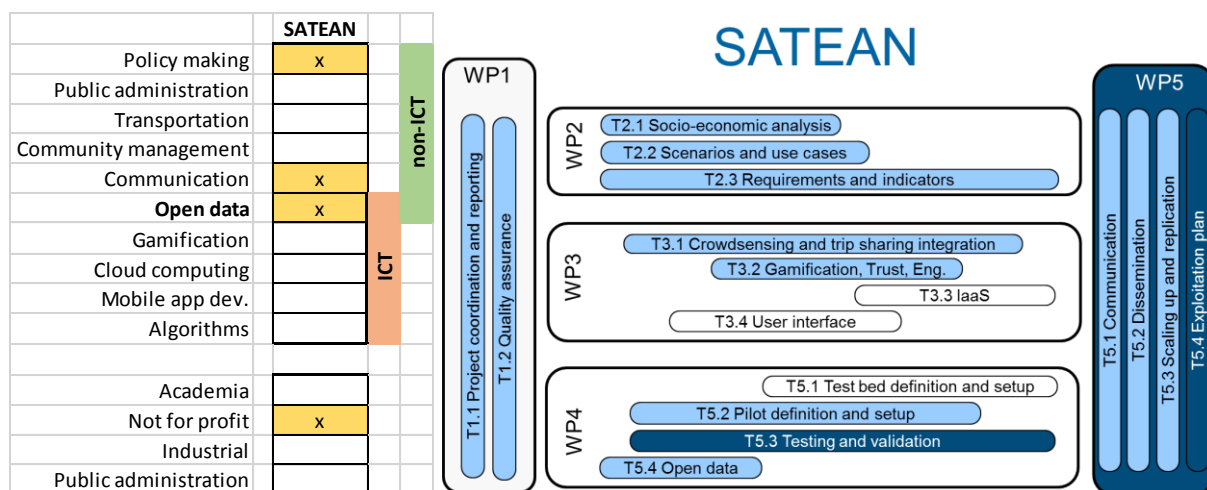 SATEAN
Policy making x
Public administration
Transportation
Community management
Communication x
Open data x
Gamification
Cloud computing
Mobile app dev.
Algorithms
non-ICT
ICT
Academia
Not for profit x
Industrial
Public administration
SATEAN
WP1
T1.1 Project coordination and reporting
T1.2 Quality assurance
WP2
T2.1 Socio-economic analysis
T2.2 Scenarios and use cases
T2.3 Requirements and indicators
WP3
T3.1 Crowdsensing and trip sharing integration
T3.2 Gamification, Trust, Eng.
T3.3 IaaS
T3.4 User interface
WP4
T5.1 Test bed definition and setup
T5.2 Pilot definition and setup
T5.3 Testing and validation
T5.4 Open data
WP5
T5.1 Communication
T5.2 Dissemination
T5.3 Scaling up and replication
T5.4 Exploitation plan